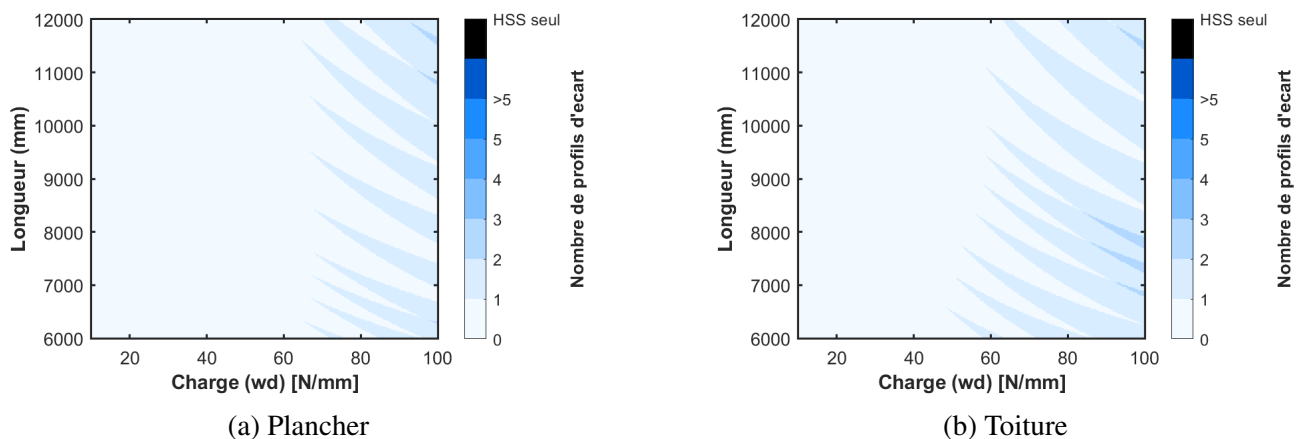 12000
11000
10000
9000
8000
7000
6000
Longueur (mm)
20 40 60 80 100
Charge (wd) [N/mm]
HSS seul
>5
5
4
3
2
1
0
Nombre de profils d'ecart
(a) Plancher
12000
11000
10000
9000
8000
7000
6000
Longueur (mm)
20 40 60 80 100
Charge (wd) [N/mm]
HSS seul
>5
5
4
3
2
1
0
Nombre de profils d'ecart
(b) Toiture